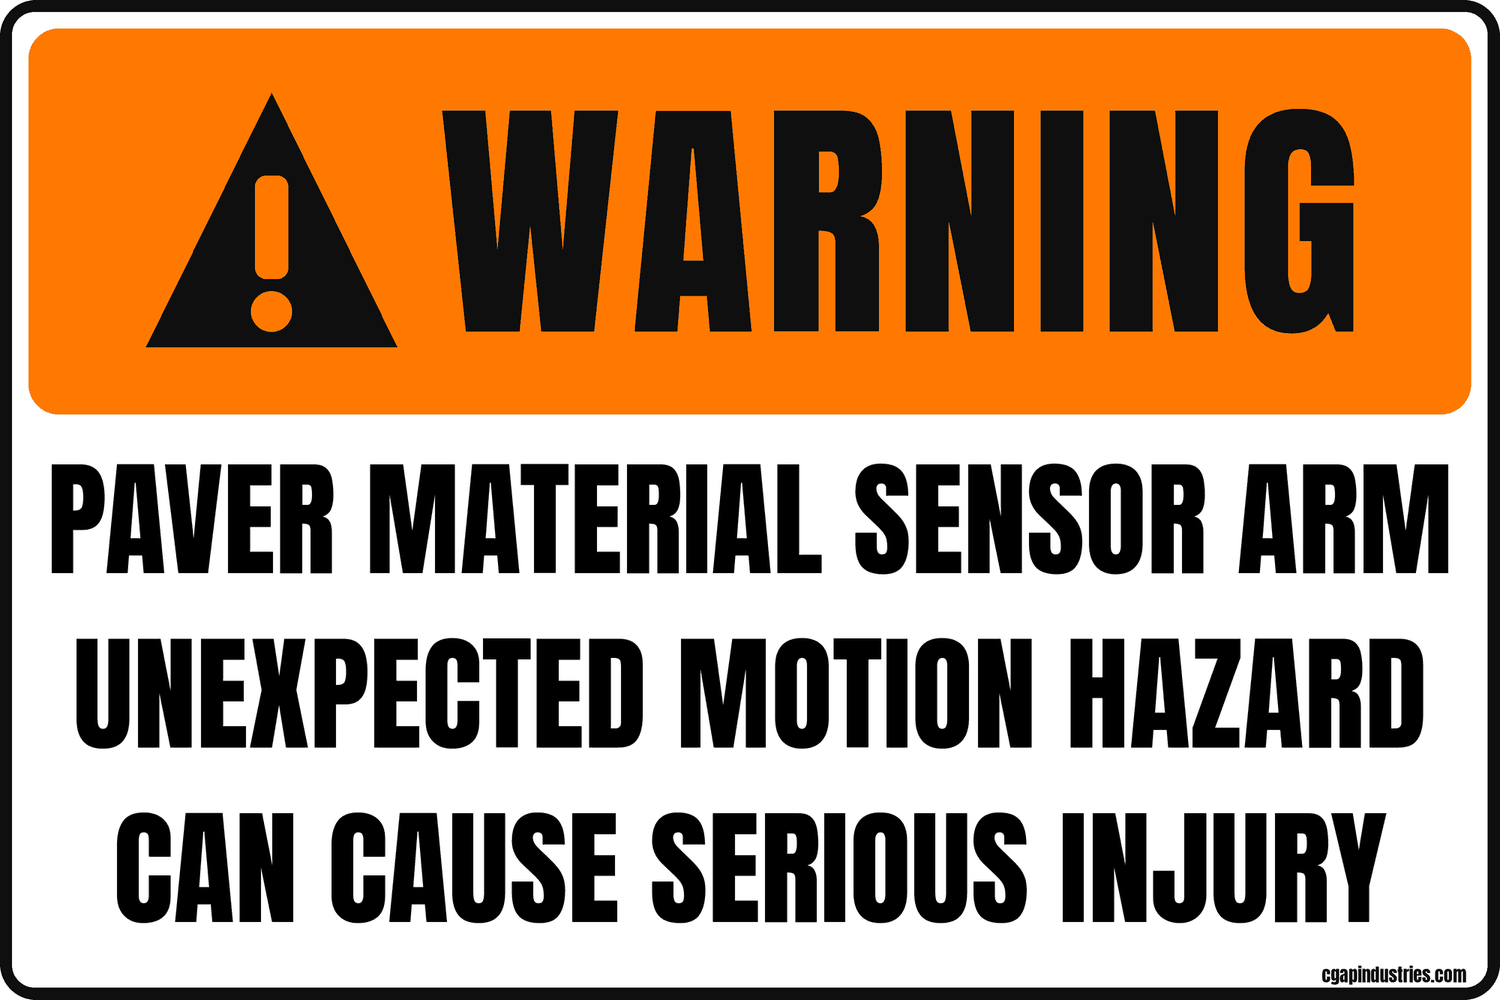 WARNING
PAVER MATERIAL SENSOR ARM
UNEXPECTED MOTION HAZARD
CAN CAUSE SERIOUS INJURY
cgapindustries.com